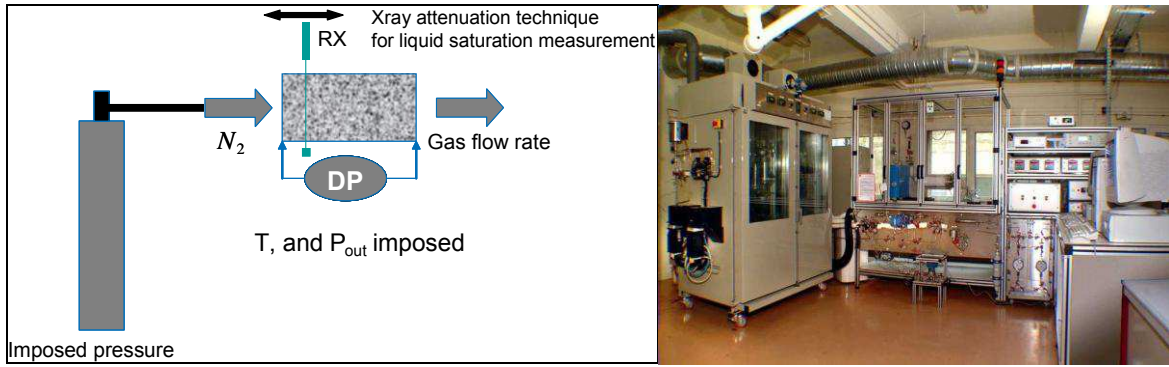 Xray attenuation technique
for liquid saturation measurement
RX
N2
Gas flow rate
DP
T, and Pout imposed
Imposed pressure